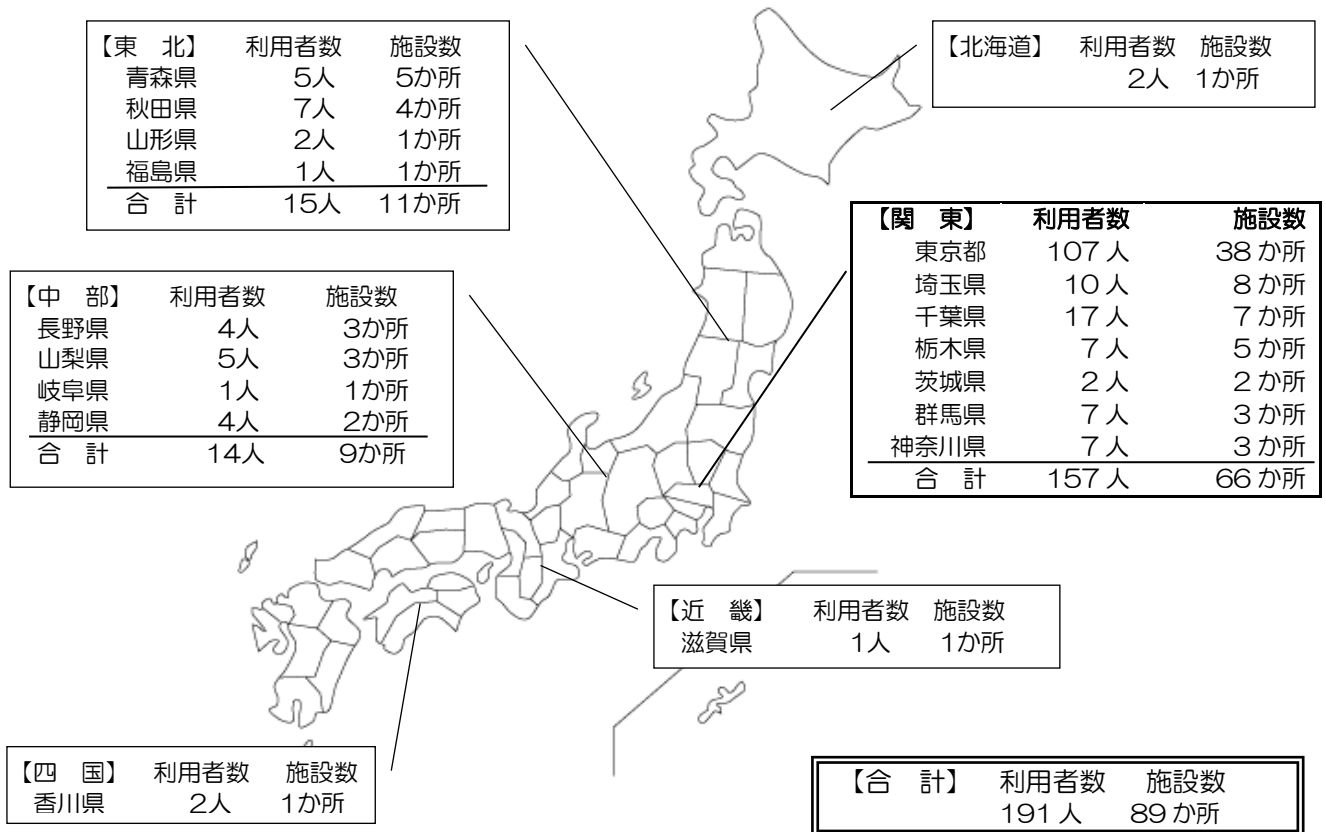 【東 北】 利用者数 施設数
青森県 5人 5か所
秋田県 7人 4か所
山形県 2人 1か所
福島県 1人 1か所
合 計 15人 11か所
【北海道】 利用者数 施設数
2人 1か所
【関 東】 利用者数 施設数
東京都 107人 38か所
埼玉県 10人 8か所
千葉県 17人 7か所
栃木県 7人 5か所
茨城県 2人 2か所
群馬県 7人 3か所
神奈川県 7人 3か所
合 計 157人 66か所
【中 部】 利用者数 施設数
長野県 4人 3か所
山梨県 5人 3か所
岐阜県 1人 1か所
静岡県 4人 2か所
合 計 14人 9か所
【近 畿】 利用者数 施設数
滋賀県 1人 1か所
【四 国】 利用者数 施設数
香川県 2人 1か所
【合 計】 利用者数 施設数
191人 89か所